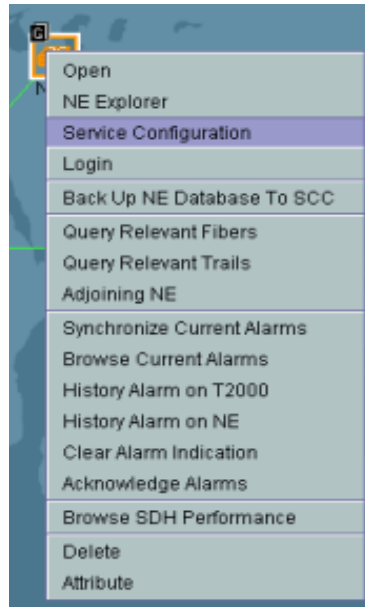 G
N
Open
NE Explorer
Service Configuration
Login
Back Up NE Database To SCC
Query Relevant Fibers
Query Relevant Trails
Adjoining NE
Synchronize Current Alarms
Browse Current Alarms
History Alarm on T2000
History Alarm on NE
Clear Alarm Indication
Acknowledge Alarms
Browse SDH Performance
Delete
Attribute